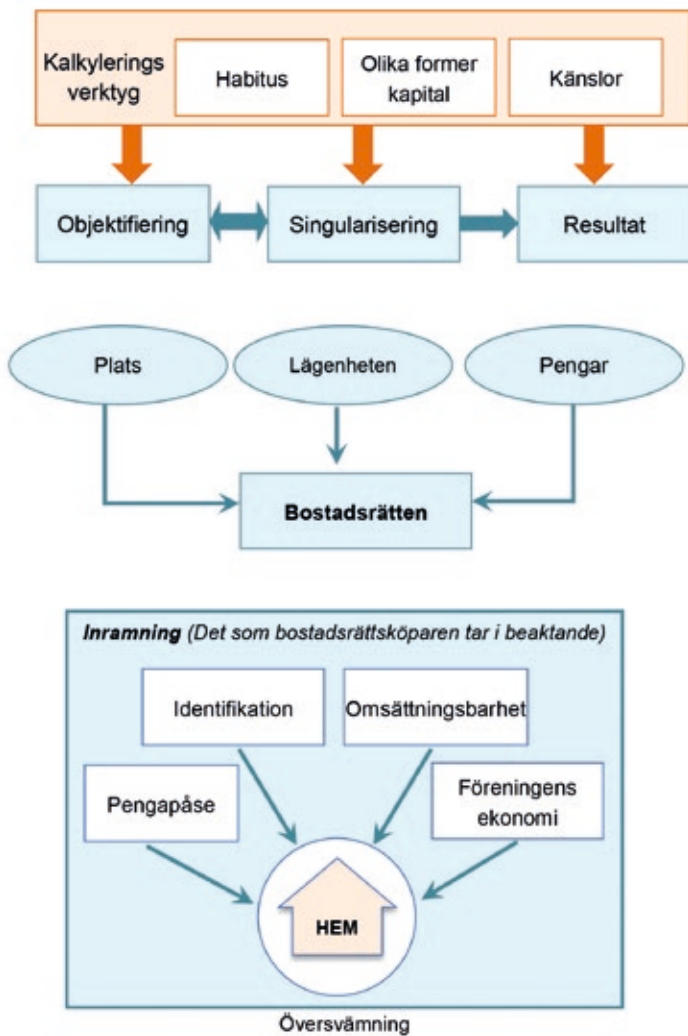 Kalkylerings
verktyg
Habitus
Olika former
kapital
Känslor
Objektifiering
Singularisering
Resultat
Plats
Lägenheten
Pengar
Bostadsrätten
Inramning (Det som bostadsrättsköparen tar i beaktande)
Identifikation
Omsättningsbarhet
Pengapåse
Föreningens
ekonomi
HEM
Översvämning